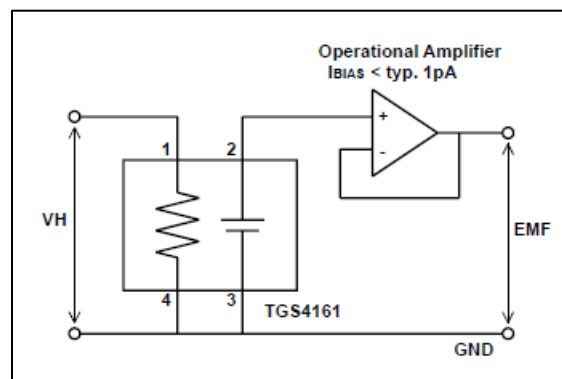 Operational Amplifier
IBIAS < typ. 1pA
+
-
1
2
VH
EMF
4
3
TGS4161
GND